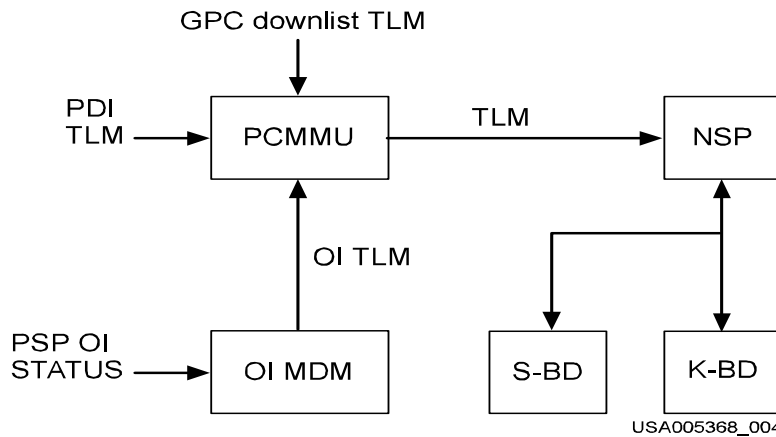 GPC downlist TLM
PDI
TLM
PCMMU
TLM
NSP
OI TLM
PSP OI
STATUS
OI MDM
S-BD
K-BD
USA005368_004